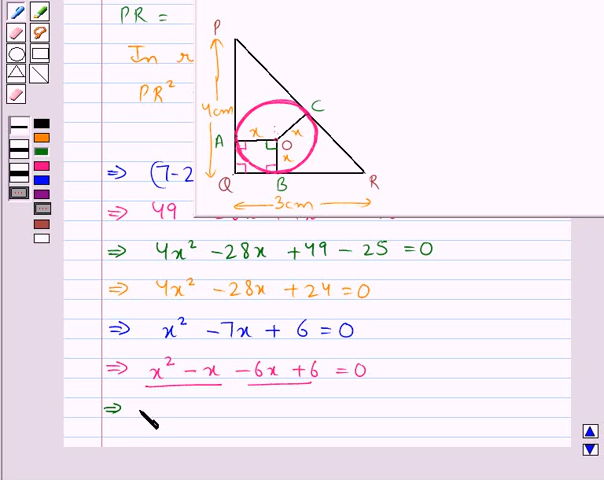 PR =
In
PR²
P
4cm
A
C
x
x
O
x
Q
B
R
3cm
⇒ (7-2
⇒ 49
⇒ 4x² - 28x + 49 - 25 = 0
⇒ 4x² - 28x + 24 = 0
⇒ x² - 7x + 6 = 0
⇒ x² - x - 6x + 6 = 0
⇒